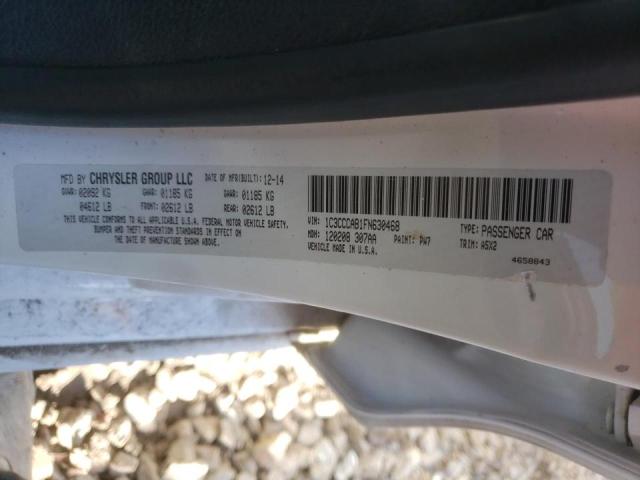 MFD BY CHRYSLER GROUP LLC DATE OF MFR(BUILT): 12-14
GVWR: 02092 KG GAWR: 01185 KG GAWR: 01185 KG
04612 LB FRONT: 02612 LB REAR: 02612 LB
THIS VEHICLE CONFORMS TO ALL APPLICABLE U.S.A. FEDERAL MOTOR VEHICLE SAFETY,
BUMPER, AND THEFT PREVENTION STANDARDS IN EFFECT ON THE DATE OF
MANUFACTURE SHOWN ABOVE.
VIN: 1C3CCCAB1FN630468 TYPE: PASSENGER CAR
MDH: 120208 307AA PAINT: PW7 TRIM: A5X2
VEHICLE MADE IN U.S.A.
4658843